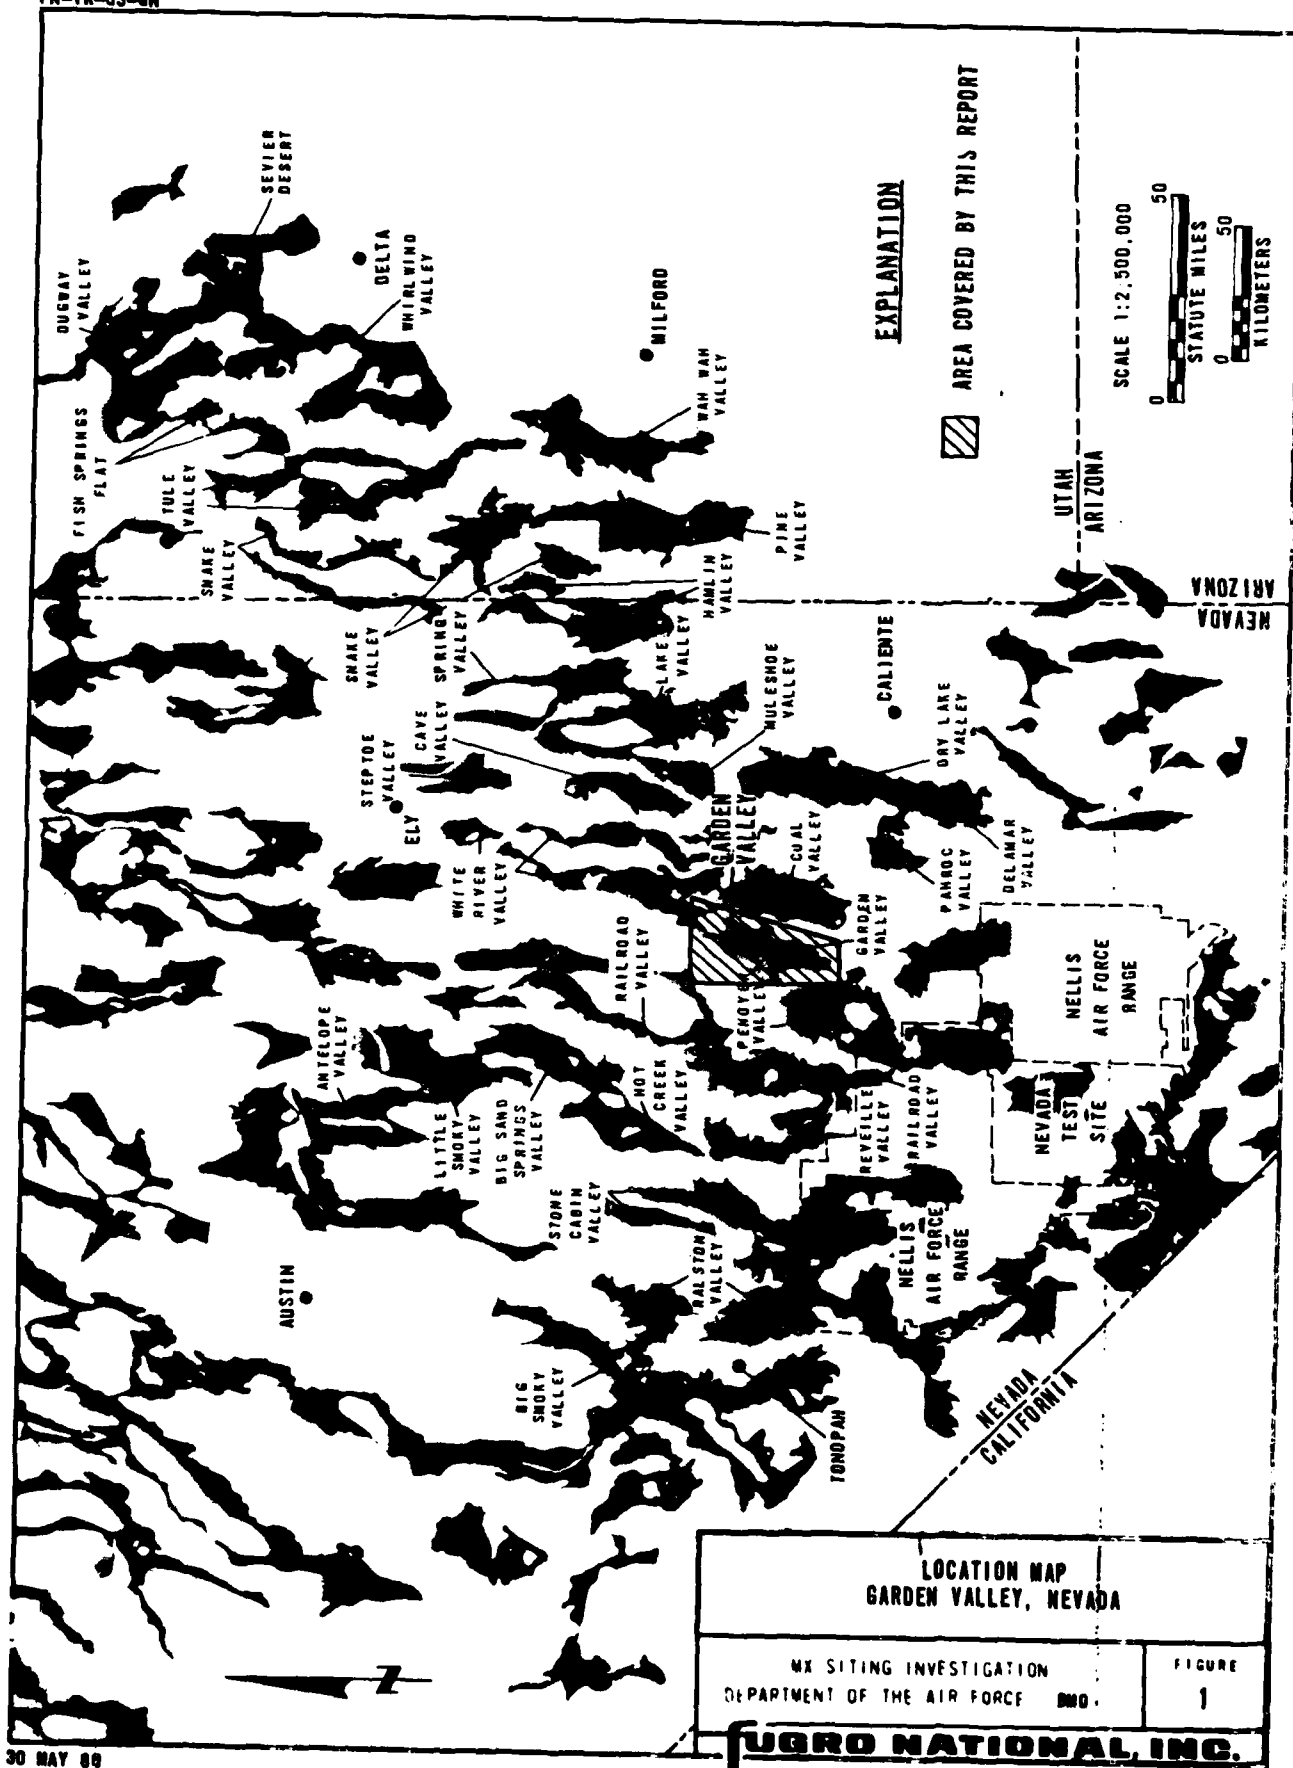 DUGWAY
VALLEY
SEVIER
DESERT
FISH SPRINGS
FLAT
DELTA
WHIRLWIND
VALLEY
TULE
VALLEY
SNAKE
VALLEY
MILFORD
WAH WAH
VALLEY
PINE
VALLEY
HAMLIN
VALLEY
SNAKE
VALLEY
SPRING
VALLEY
LAKE
VALLEY
CAVE
VALLEY
STEPTOE
VALLEY
ELY
MULESHOE
VALLEY
CALIENTE
DRY LAKE
VALLEY
DELAMAR
VALLEY
PAHROC
VALLEY
WHITE
RIVER
VALLEY
GARDEN
VALLEY
COAL
VALLEY
GARDEN
VALLEY
RAILROAD
VALLEY
PENOYER
VALLEY
ANTELOPE
VALLEY
LITTLE
SMOKY
VALLEY
BIG SAND
SPRINGS
VALLEY
HOT
CREEK
VALLEY
REVEILLE
VALLEY
RAILROAD
VALLEY
STONE
CABIN
VALLEY
RALSTON
VALLEY
AUSTIN
BIG
SMOKY
VALLEY
TONOPAH
NELLIS
AIR FORCE
RANGE
NEVADA
TEST
SITE
NELLIS
AIR FORCE
RANGE
NEVADA
CALIFORNIA
UTAH
ARIZONA
NEVADA
ARIZONA
EXPLANATION
AREA COVERED BY THIS REPORT
SCALE 1:2,500,000
0 50
STATUTE MILES
0 50
KILOMETERS
N
LOCATION MAP
GARDEN VALLEY, NEVADA
MX SITING INVESTIGATION
DEPARTMENT OF THE AIR FORCE
FIGURE
1
FUGRO NATIONAL, INC.
30 MAY 80